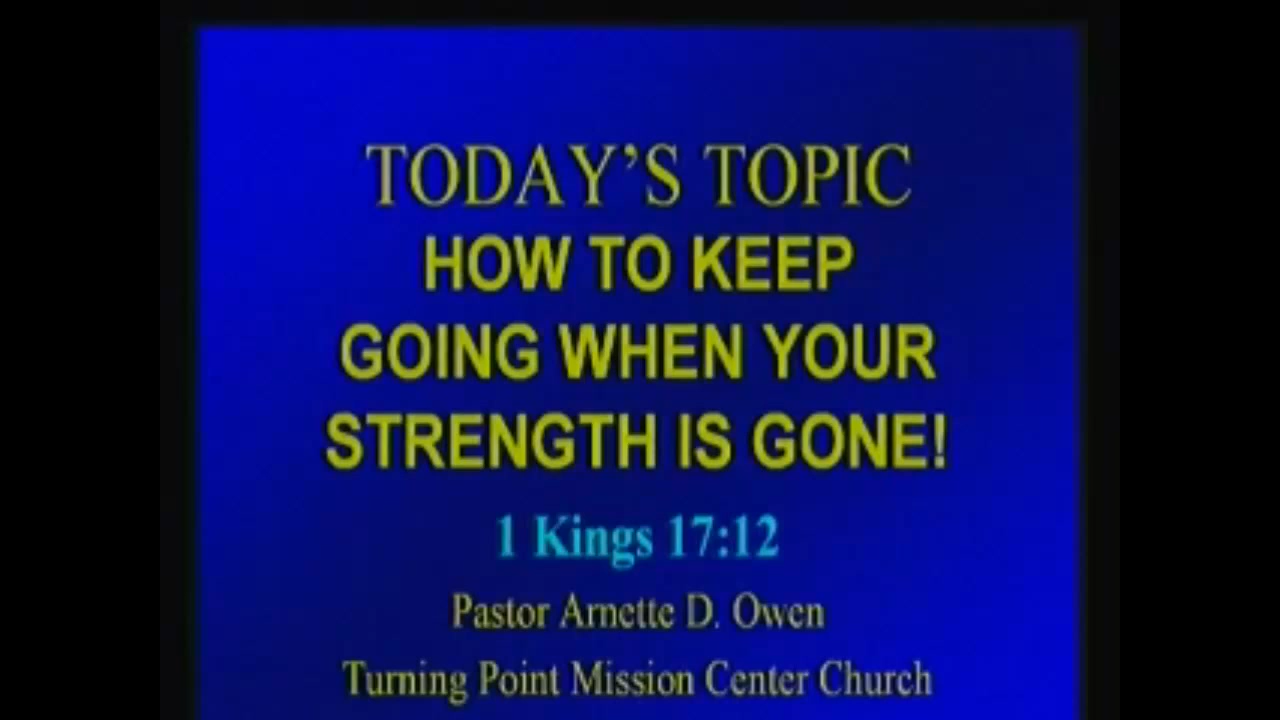 TODAY'S TOPIC
HOW TO KEEP
GOING WHEN YOUR
STRENGTH IS GONE!
1 Kings 17:12
Pastor Arnette D. Owen
Turning Point Mission Center Church